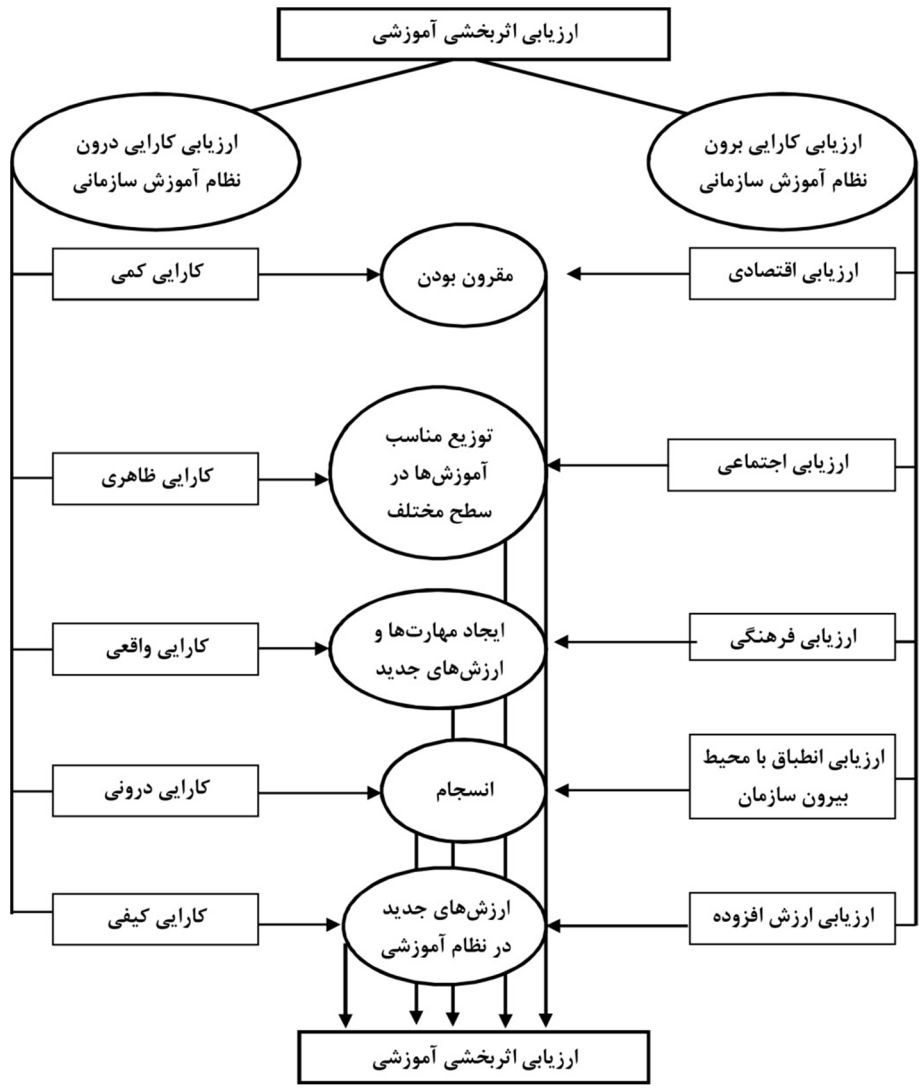 ارزیابی اثربخشی آموزشی
ارزیابی کارایی برون
نظام آموزش سازمانی
ارزیابی کارایی درون
نظام آموزش سازمانی
ارزیابی اقتصادی
مقرون بودن
کارایی کمی
ارزیابی اجتماعی
توزیع مناسب
آموزش‌ها در
سطح مختلف
کارایی ظاهری
ارزیابی فرهنگی
ایجاد مهارت‌ها و
ارزش‌های جدید
کارایی واقعی
ارزیابی انطباق با محیط
بیرون سازمان
انسجام
کارایی درونی
ارزیابی ارزش افزوده
ارزش‌های جدید
در نظام آموزشی
کارایی کیفی
ارزیابی اثربخشی آموزشی